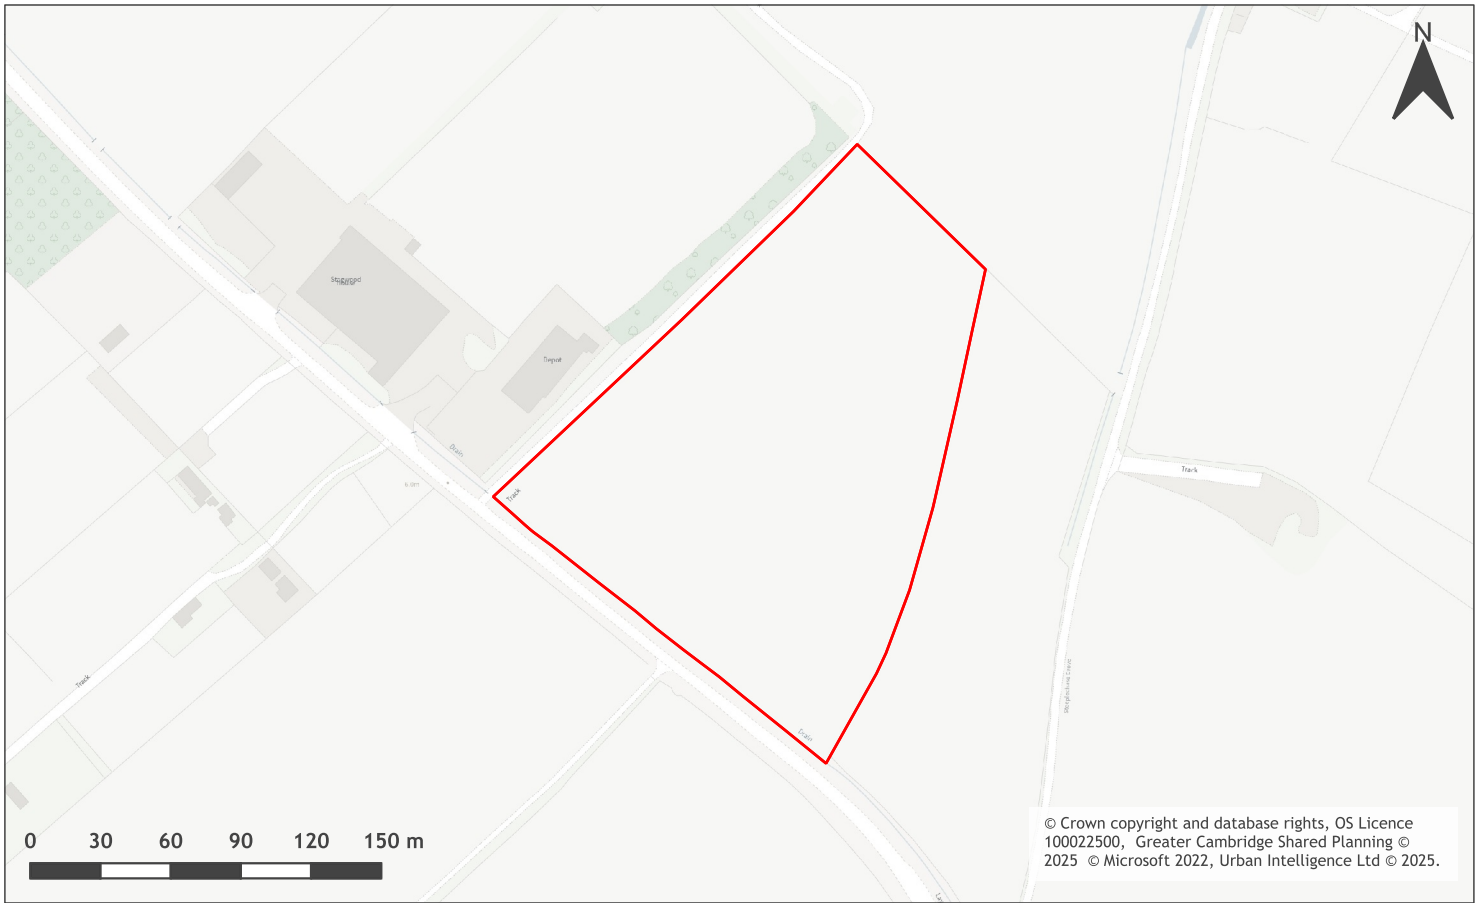 N
Depot
Drain
Track
Track
Track
Drain
0 30 60 90 120 150 m
© Crown copyright and database rights, OS Licence
100022500, Greater Cambridge Shared Planning ©
2025 © Microsoft 2022, Urban Intelligence Ltd © 2025.